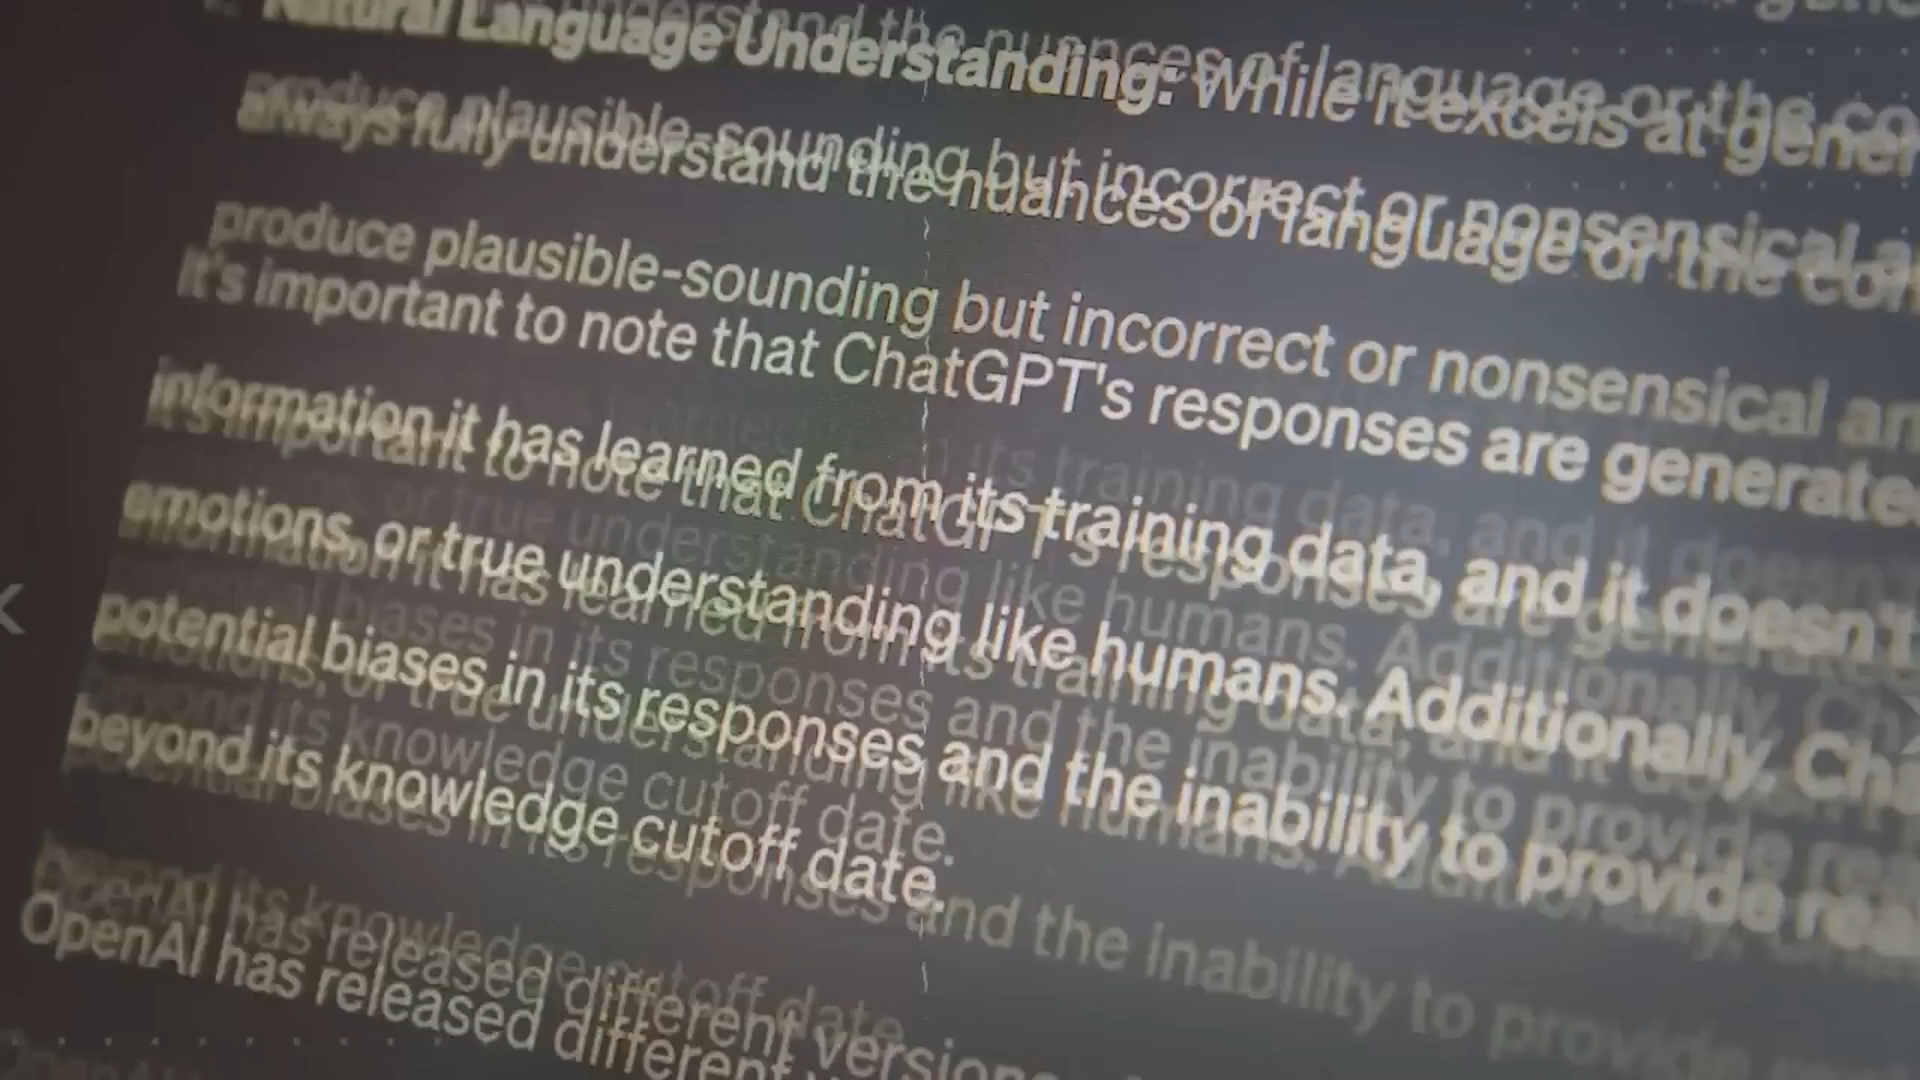 Natural Language Understanding: While it excels at gener
always fully understand the nuances of language or the con
produce plausible-sounding but incorrect or nonsensical an
It's important to note that ChatGPT's responses are generated
information it has learned from its training data, and it doesn't
emotions, or true understanding like humans. Additionally, Cha
potential biases in its responses and the inability to provide real
beyond its knowledge cutoff date.
OpenAI has released different versions